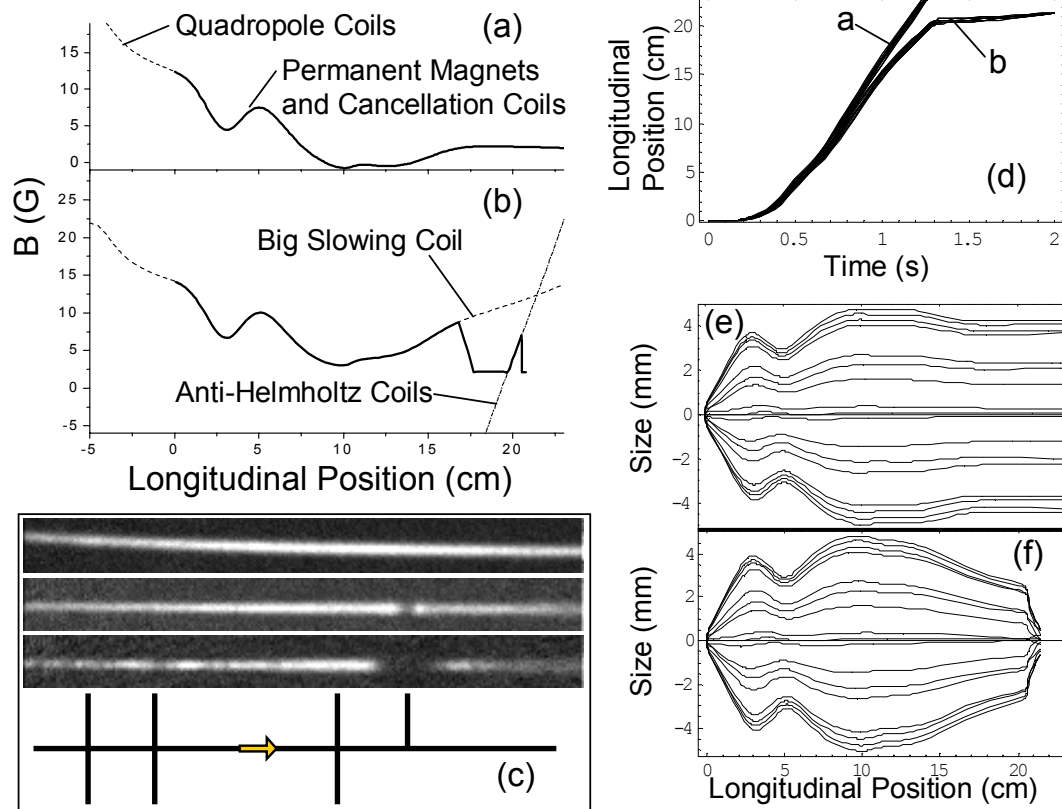 (a)
Quadropole Coils
Permanent Magnets
and Cancellation Coils
15
10
5
0
B (G)
(b)
Big Slowing Coil
Anti-Helmholtz Coils
25
20
15
10
5
0
-5
-5 0 5 10 15 20
Longitudinal Position (cm)
(c)
20
15
10
5
0
Longitudinal
Position (cm)
a
b
(d)
0 0.5 1 1.5 2
Time (s)
(e)
Size (mm)
4
2
0
-2
-4
(f)
Size (mm)
4
2
0
-2
-4
0 5 10 15 20
Longitudinal Position (cm)